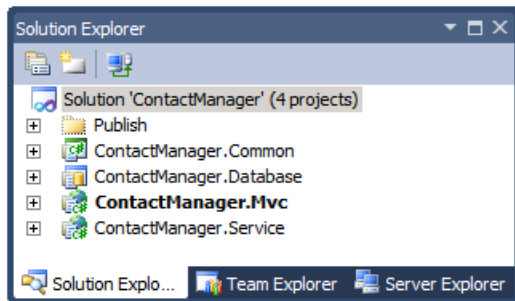 Solution Explorer
Solution 'ContactManager' (4 projects)
Publish
ContactManager.Common
ContactManager.Database
ContactManager.Mvc
ContactManager.Service
Solution Explo... Team Explorer Server Explorer